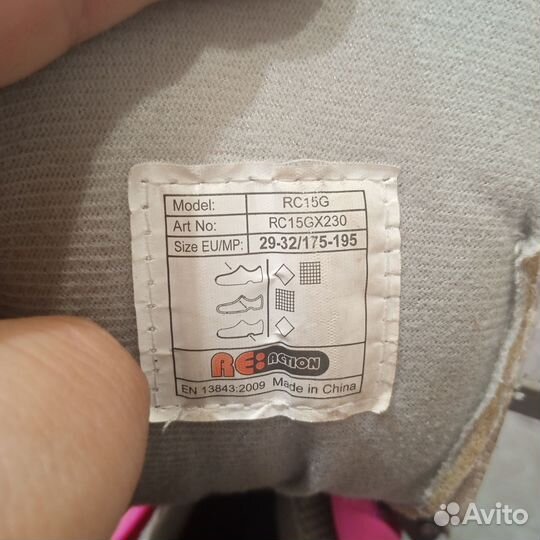 Model: RC15G
Art No: RC15GX230
Size EU/MP: 29-32/175-195
RE:ACTION
EN 13843:2009 Made in China
Avito